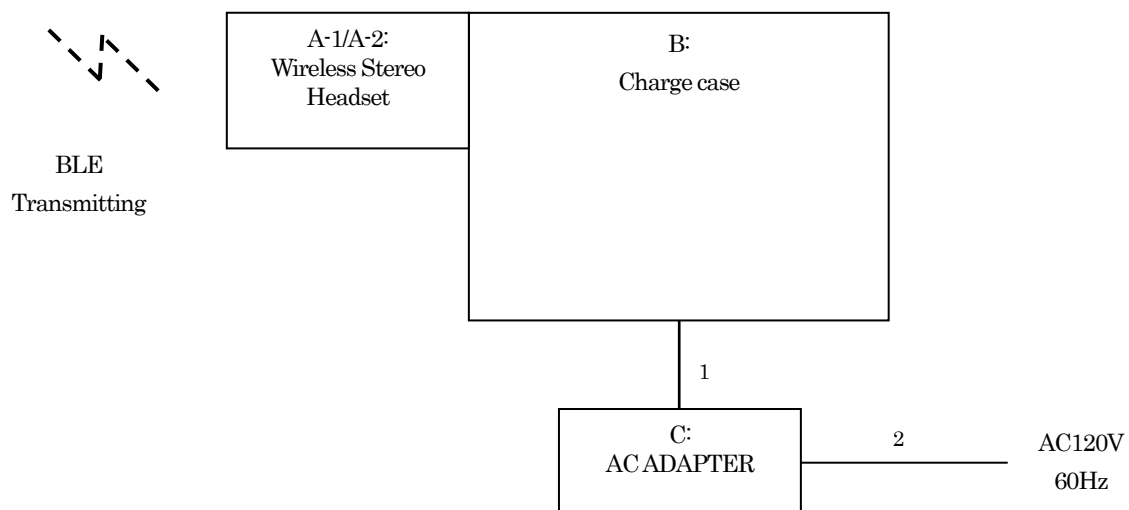 A-1/A-2:
Wireless Stereo
Headset
B:
Charge case
BLE
Transmitting
1
C:
AC ADAPTER
2
AC120V
60Hz